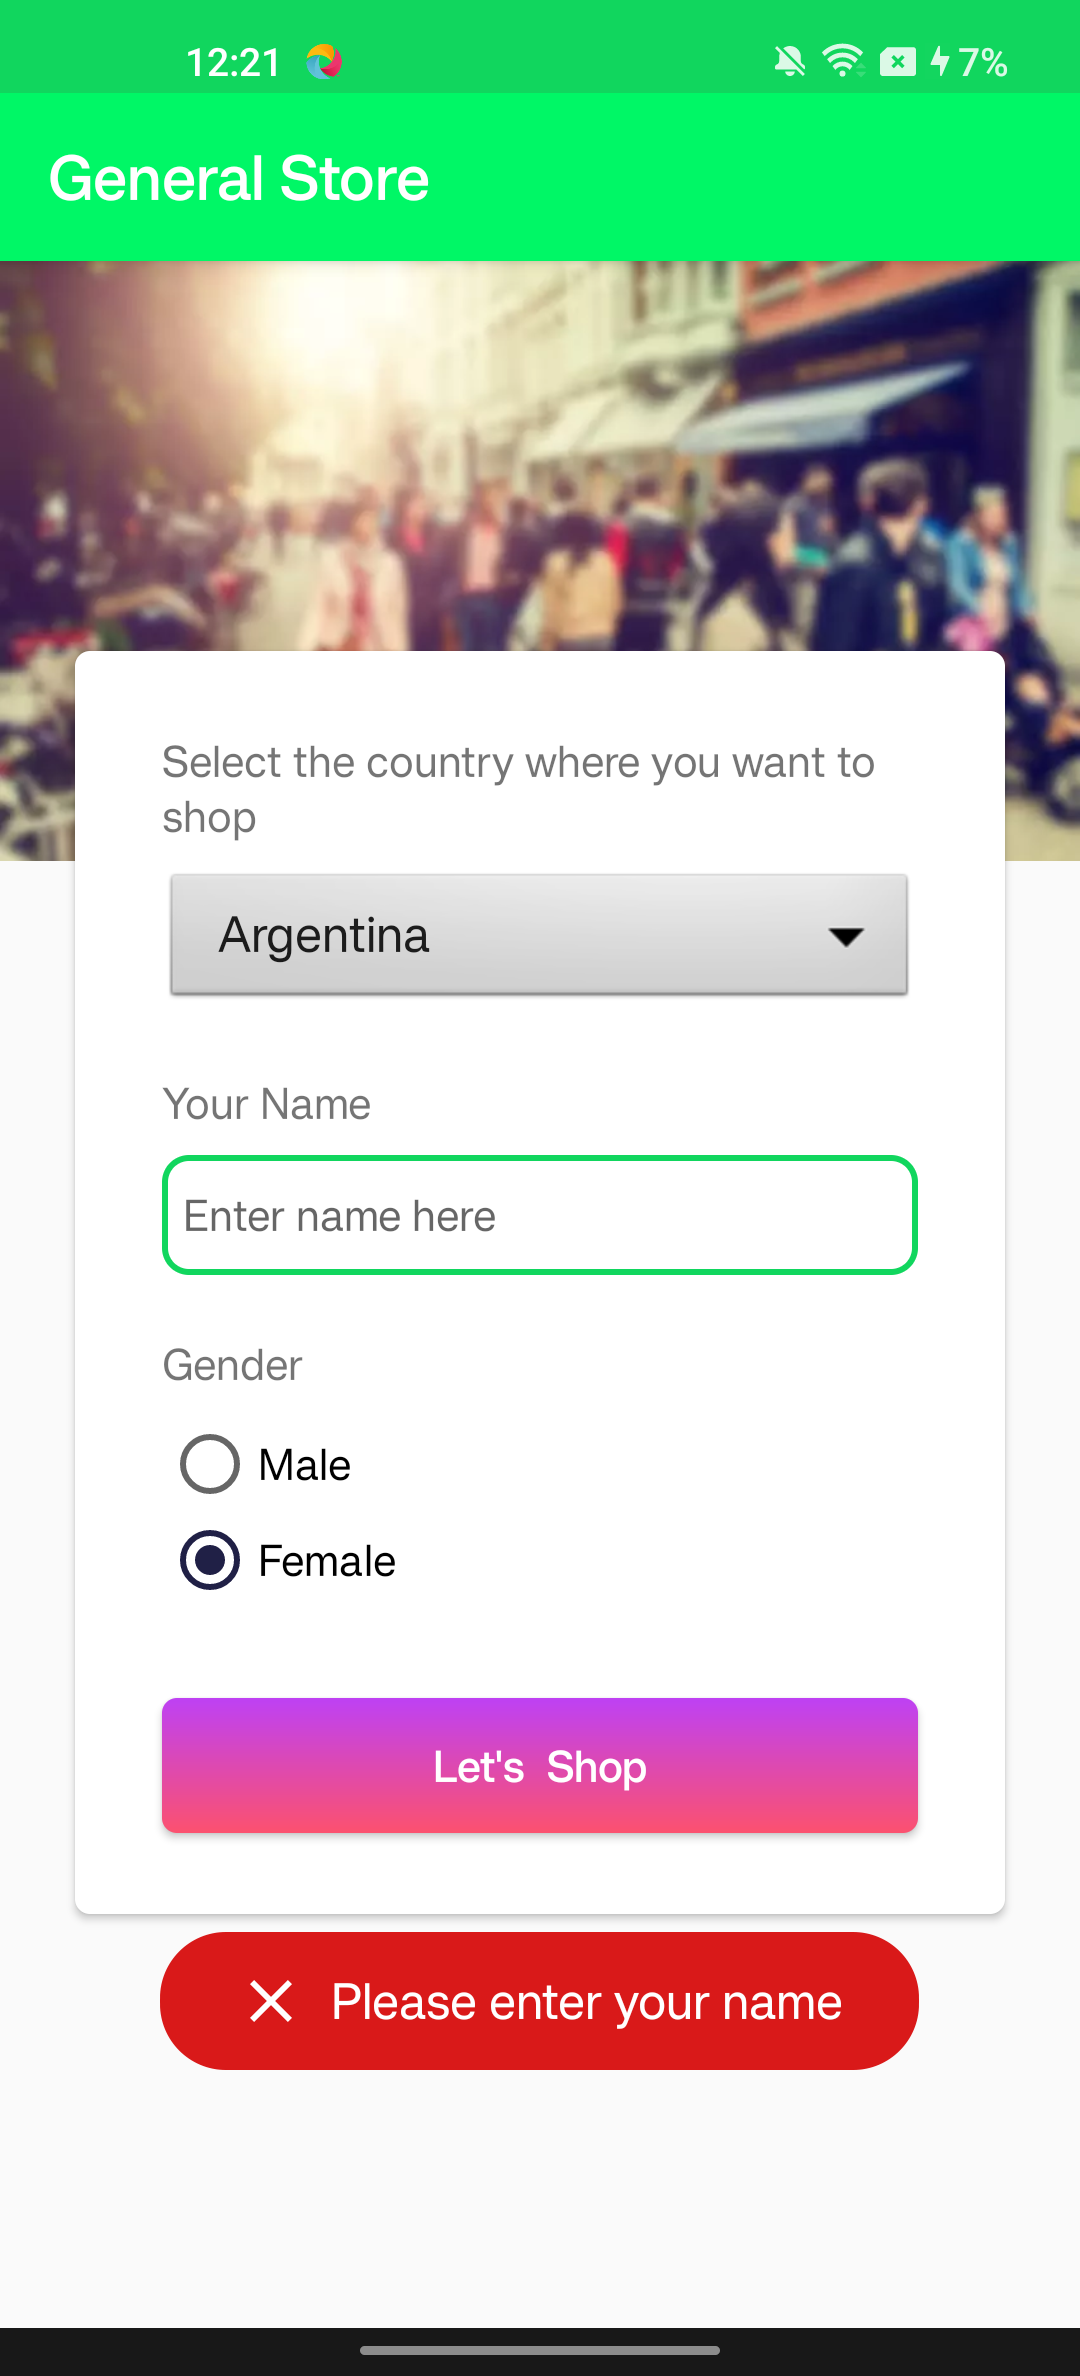 12:21
7%
General Store
Select the country where you want to
shop
Argentina
Your Name
Enter name here
Gender
Male
Female
Let's Shop
Please enter your name